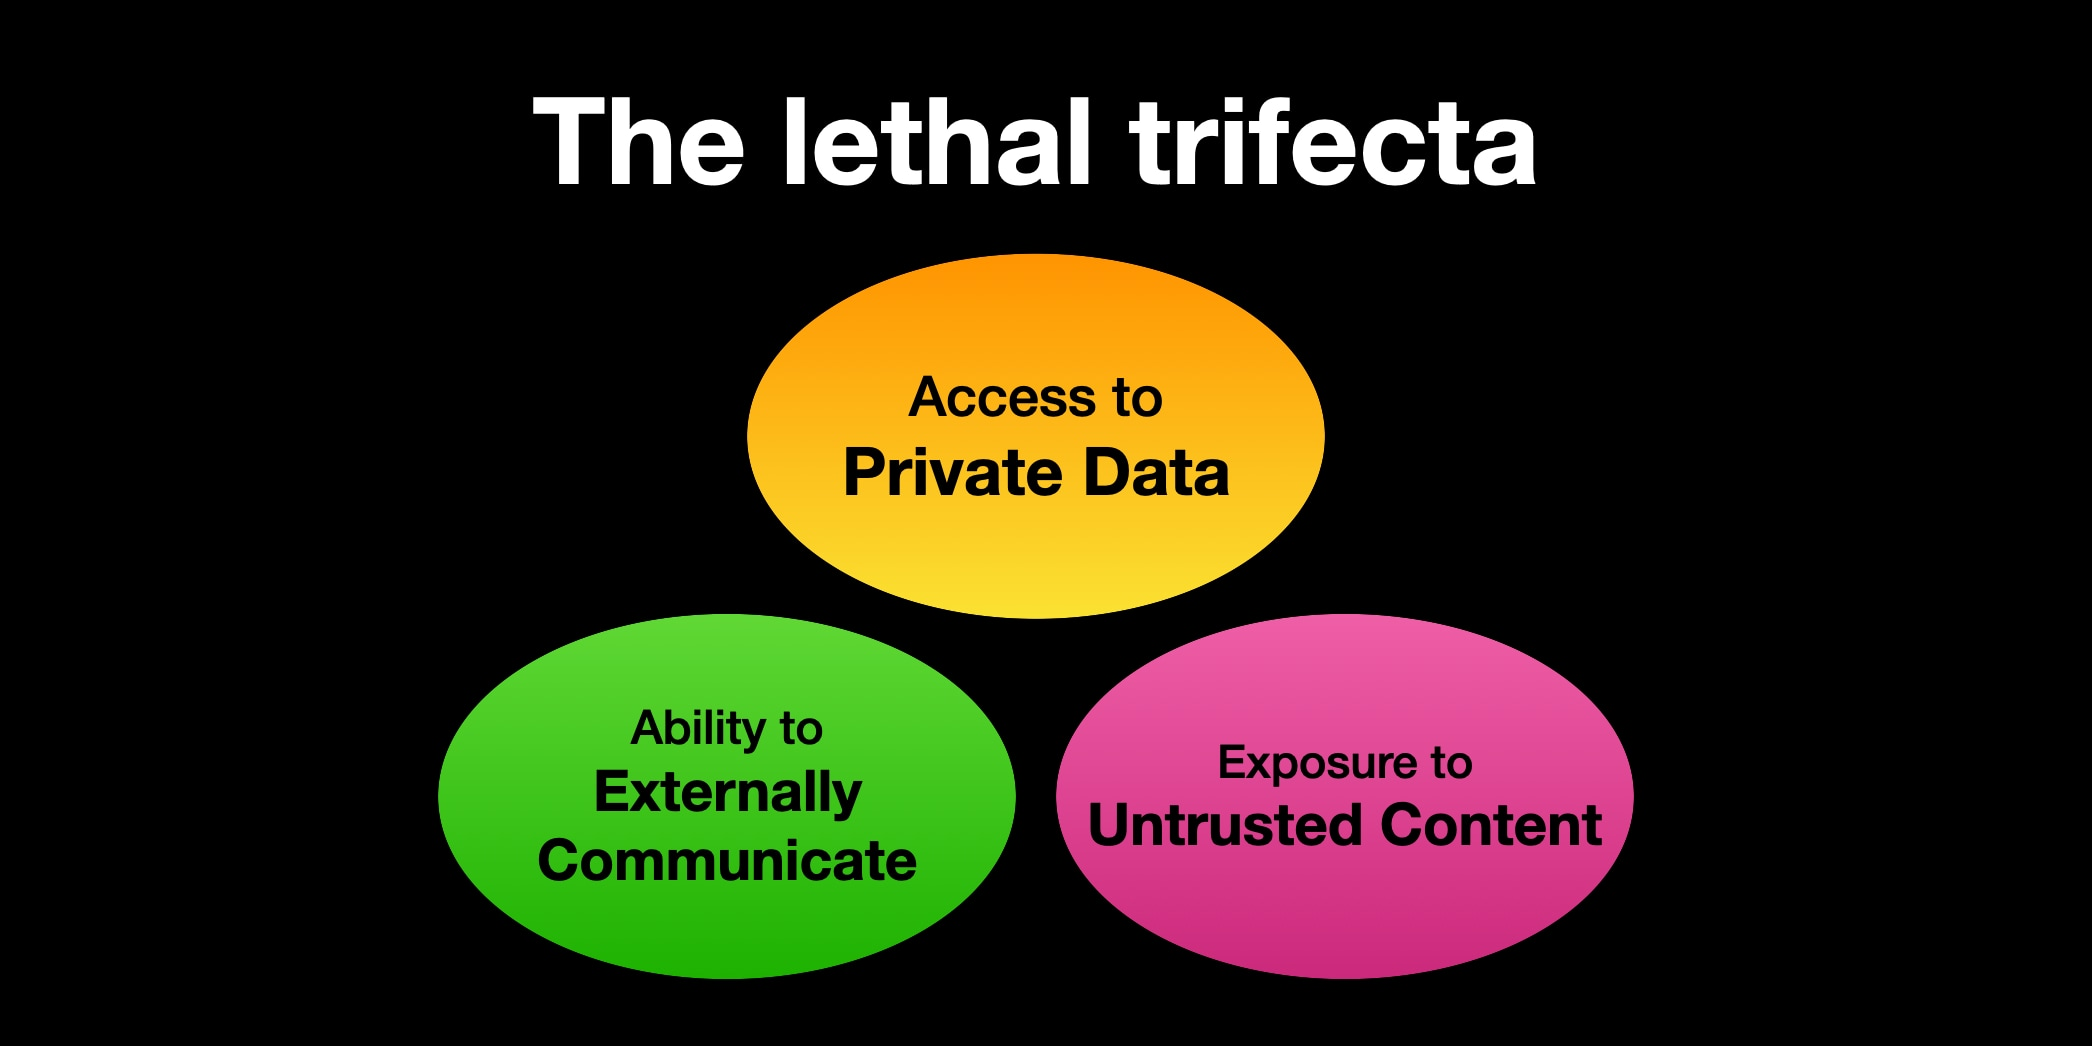 The lethal trifecta
Access to
Private Data
Ability to
Externally
Communicate
Exposure to
Untrusted Content